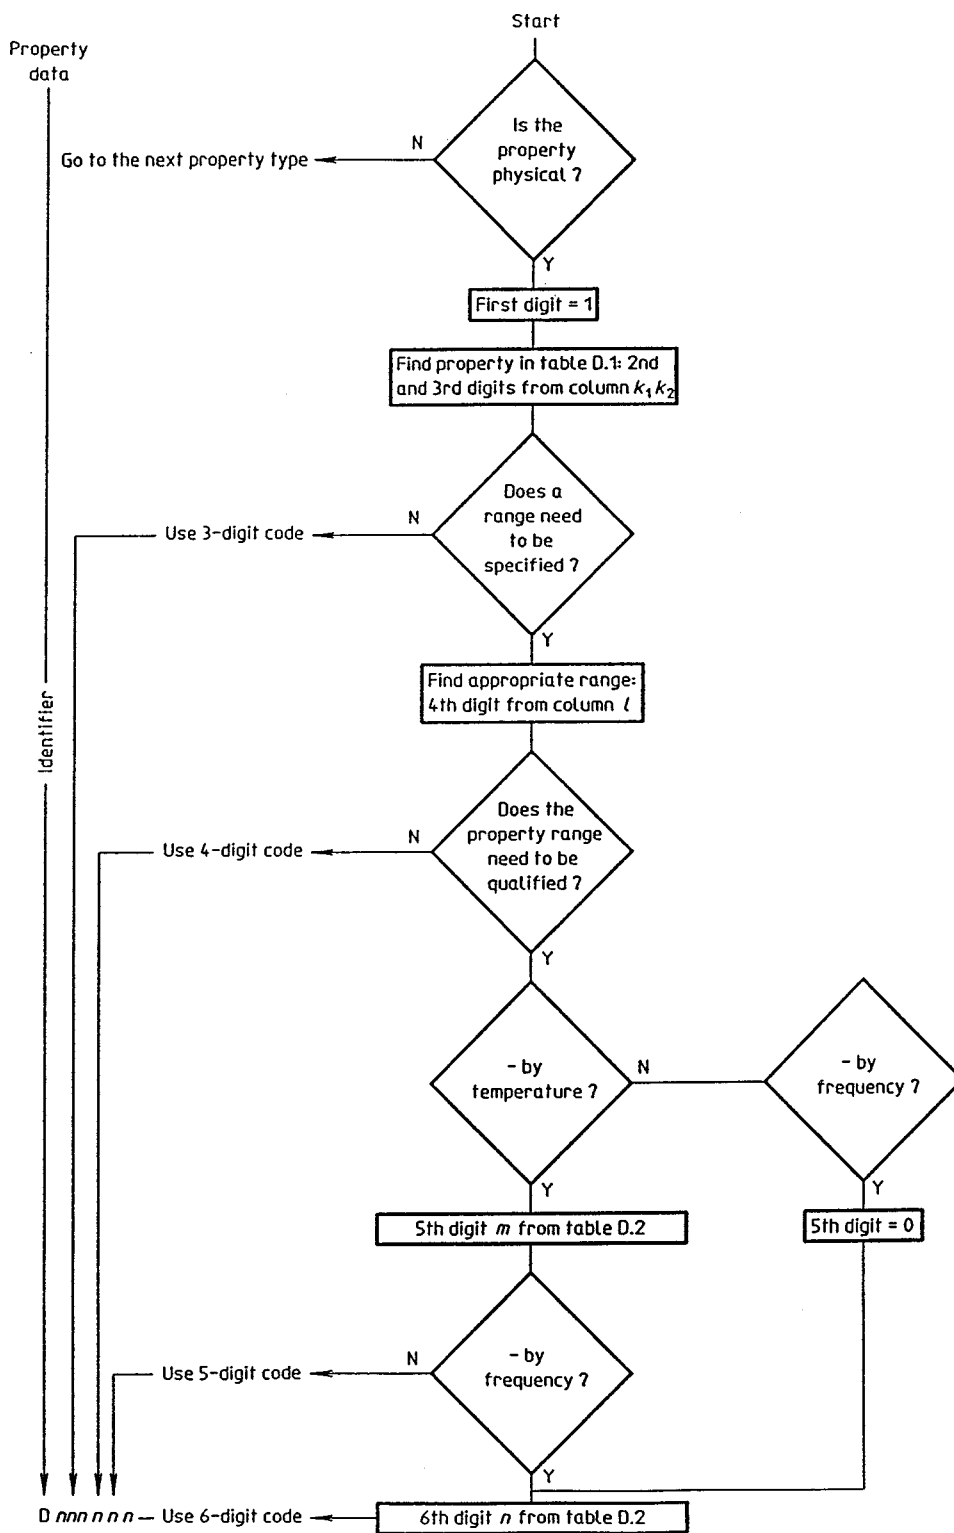 Start
Property
data
Is the
property
physical ?
N
Go to the next property type
Y
First digit = 1
Find property in table D.1: 2nd
and 3rd digits from column k₁ k₂
Does a
range need
to be
specified ?
N
Use 3-digit code
Y
Find appropriate range:
4th digit from column l
Identifier
Does the
property range
need to be
qualified ?
N
Use 4-digit code
Y
- by
temperature ?
N
- by
frequency ?
Y
Y
5th digit m from table D.2
5th digit = 0
- by
frequency ?
N
Use 5-digit code
Y
D nnn n n n — Use 6-digit code
6th digit n from table D.2